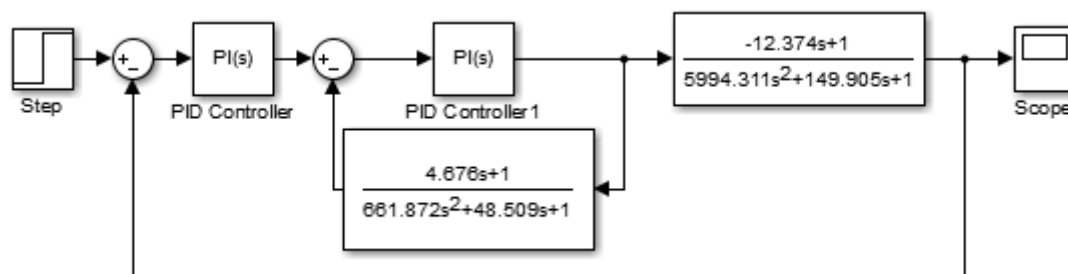 Step
+
−
PI(s)
PID Controller
+
−
PI(s)
PID Controller1
-12.374s+1
5994.311s²+149.905s+1
Scope
4.676s+1
661.872s²+48.509s+1